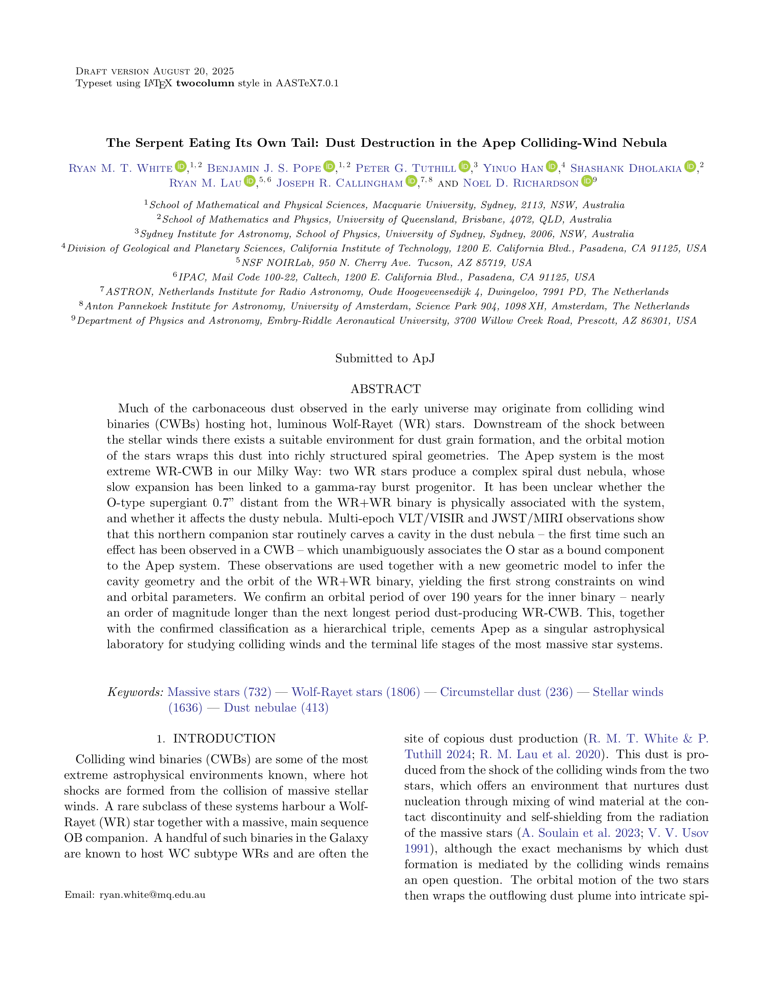 Draft version August 20, 2025
Typeset using LATEX twocolumn style in AASTeX7.0.1
The Serpent Eating Its Own Tail: Dust Destruction in the Apep Colliding-Wind Nebula
Ryan M. T. White iD,1, 2 Benjamin J. S. Pope iD,1, 2 Peter G. Tuthill iD,3 Yinuo Han iD,4 Shashank Dholakia iD,2
Ryan M. Lau iD,5, 6 Joseph R. Callingham iD,7, 8 and Noel D. Richardson iD9
1School of Mathematical and Physical Sciences, Macquarie University, Sydney, 2113, NSW, Australia
2School of Mathematics and Physics, University of Queensland, Brisbane, 4072, QLD, Australia
3Sydney Institute for Astronomy, School of Physics, University of Sydney, Sydney, 2006, NSW, Australia
4Division of Geological and Planetary Sciences, California Institute of Technology, 1200 E. California Blvd., Pasadena, CA 91125, USA
5NSF NOIRLab, 950 N. Cherry Ave. Tucson, AZ 85719, USA
6IPAC, Mail Code 100-22, Caltech, 1200 E. California Blvd., Pasadena, CA 91125, USA
7ASTRON, Netherlands Institute for Radio Astronomy, Oude Hoogeveensedijk 4, Dwingeloo, 7991 PD, The Netherlands
8Anton Pannekoek Institute for Astronomy, University of Amsterdam, Science Park 904, 1098 XH, Amsterdam, The Netherlands
9Department of Physics and Astronomy, Embry-Riddle Aeronautical University, 3700 Willow Creek Road, Prescott, AZ 86301, USA
Submitted to ApJ
ABSTRACT
Much of the carbonaceous dust observed in the early universe may originate from colliding wind
binaries (CWBs) hosting hot, luminous Wolf-Rayet (WR) stars. Downstream of the shock between
the stellar winds there exists a suitable environment for dust grain formation, and the orbital motion
of the stars wraps this dust into richly structured spiral geometries. The Apep system is the most
extreme WR-CWB in our Milky Way: two WR stars produce a complex spiral dust nebula, whose
slow expansion has been linked to a gamma-ray burst progenitor. It has been unclear whether the
O-type supergiant 0.7” distant from the WR+WR binary is physically associated with the system,
and whether it affects the dusty nebula. Multi-epoch VLT/VISIR and JWST/MIRI observations show
that this northern companion star routinely carves a cavity in the dust nebula – the first time such an
effect has been observed in a CWB – which unambiguously associates the O star as a bound component
to the Apep system. These observations are used together with a new geometric model to infer the
cavity geometry and the orbit of the WR+WR binary, yielding the first strong constraints on wind
and orbital parameters. We confirm an orbital period of over 190 years for the inner binary – nearly
an order of magnitude longer than the next longest period dust-producing WR-CWB. This, together
with the confirmed classification as a hierarchical triple, cements Apep as a singular astrophysical
laboratory for studying colliding winds and the terminal life stages of the most massive star systems.
Keywords: Massive stars (732) — Wolf-Rayet stars (1806) — Circumstellar dust (236) — Stellar winds
(1636) — Dust nebulae (413)
1. INTRODUCTION
Colliding wind binaries (CWBs) are some of the most
extreme astrophysical environments known, where hot
shocks are formed from the collision of massive stellar
winds. A rare subclass of these systems harbour a Wolf-
Rayet (WR) star together with a massive, main sequence
OB companion. A handful of such binaries in the Galaxy
are known to host WC subtype WRs and are often the
Email: ryan.white@mq.edu.au
site of copious dust production (R. M. T. White & P.
Tuthill 2024; R. M. Lau et al. 2020). This dust is pro-
duced from the shock of the colliding winds from the two
stars, which offers an environment that nurtures dust
nucleation through mixing of wind material at the con-
tact discontinuity and self-shielding from the radiation
of the massive stars (A. Soulain et al. 2023; V. V. Usov
1991), although the exact mechanisms by which dust
formation is mediated by the colliding winds remains
an open question. The orbital motion of the two stars
then wraps the outflowing dust plume into intricate spi-